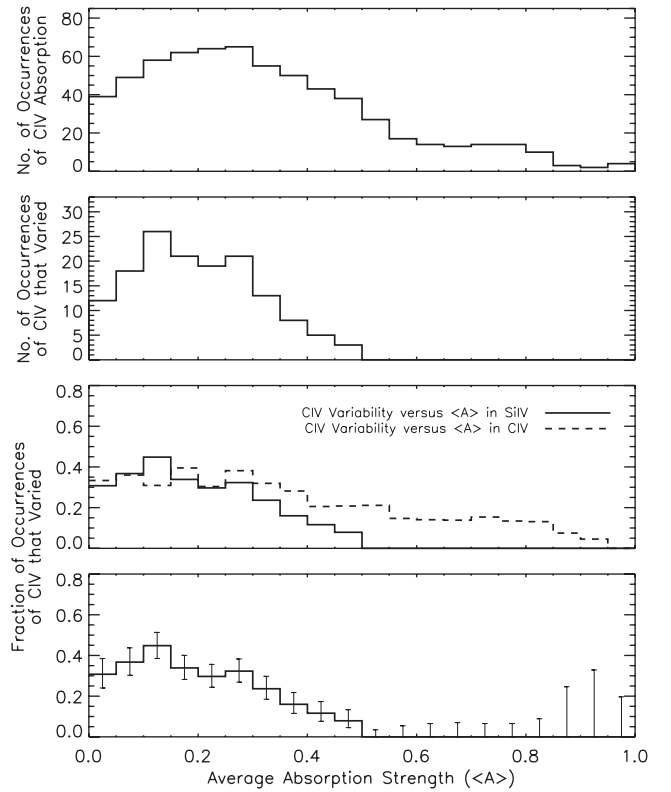 No. of Occurrences
of CIV Absorption
80
60
40
20
0
No. of Occurrences
of CIV that Varied
30
25
20
15
10
5
0
Fraction of Occurrences
of CIV that Varied
0.8
0.6
0.4
0.2
0.0
CIV Variability versus <A> in SiIV
CIV Variability versus <A> in CIV
0.8
0.6
0.4
0.2
0.0
0.0 0.2 0.4 0.6 0.8 1.0
Average Absorption Strength (<A>)